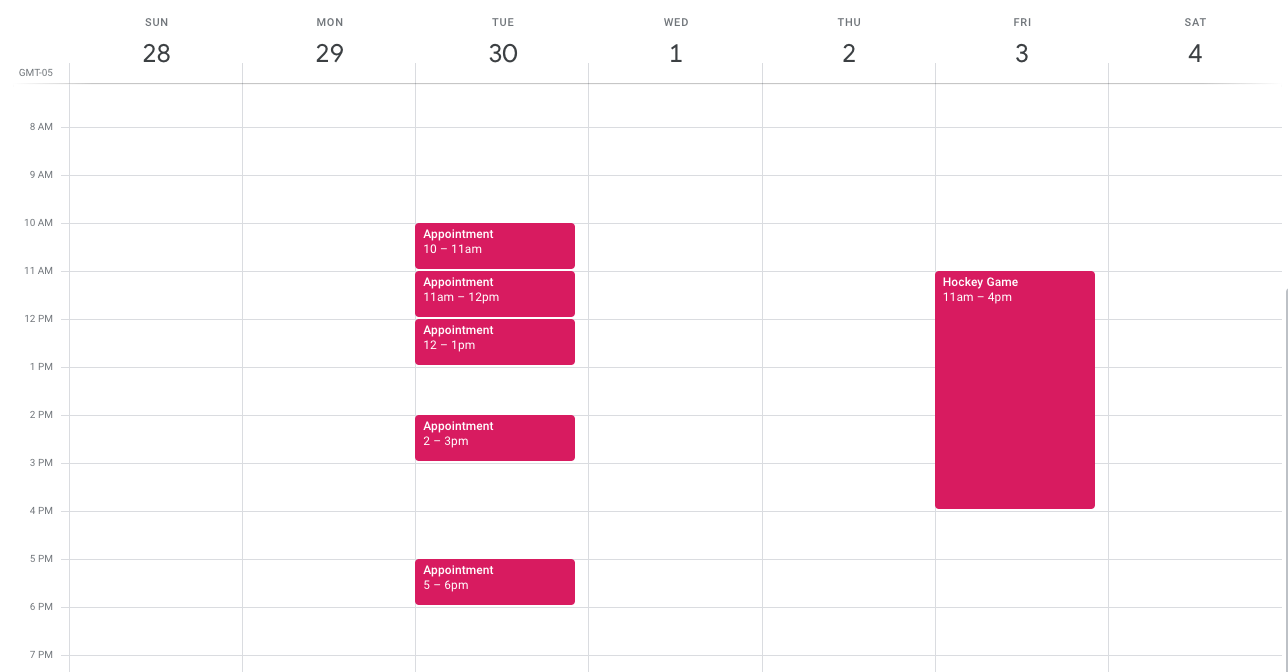 SUN MON TUE WED THU FRI SAT
28 29 30 1 2 3 4
GMT-05
8 AM
9 AM
10 AM
Appointment
10 – 11am
11 AM
Appointment
11am – 12pm
Hockey Game
11am – 4pm
12 PM
Appointment
12 – 1pm
1 PM
2 PM
Appointment
2 – 3pm
3 PM
4 PM
5 PM
Appointment
5 – 6pm
6 PM
7 PM